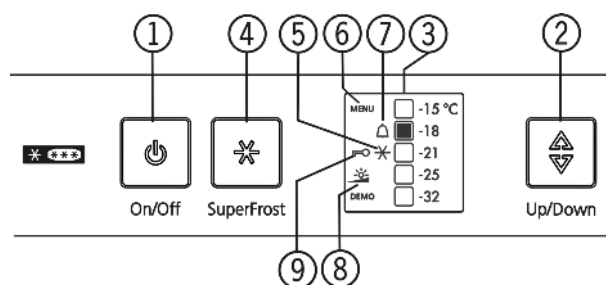 ① ④ ⑤ ⑥ ⑦ ③ ②
MENU -15 °C
-18
-21
-25
DEMO -32
On/Off SuperFrost Up/Down
⑨ ⑧